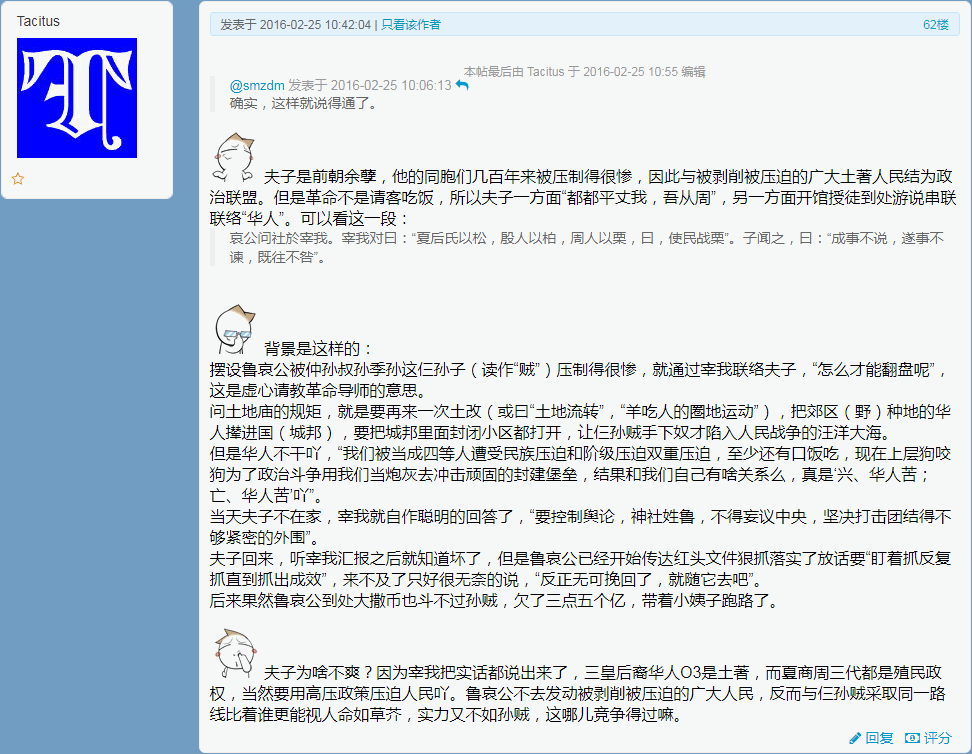 Tacitus
发表于 2016-02-25 10:42:04 | 只看该作者
62楼
本帖最后由 Tacitus 于 2016-02-25 10:55 编辑
@smzdm 发表于 2016-02-25 10:06:13
确实，这样就说得通了。
夫子是前朝余孽，他的同胞们几百年来被压制得很惨，因此与被剥削被压迫的广大土著人民结为政
治联盟。但是革命不是请客吃饭，所以夫子一方面“都都平丈我，吾从周”，另一方面开馆授徒到处游说串联
联络“华人”。可以看这一段：
哀公问社於宰我。宰我对曰：“夏后氏以松，殷人以柏，周人以栗，曰，使民战栗”。子闻之，曰：“成事不说，遂事不
谏，既往不咎”。
背景是这样的：
摆设鲁哀公被仲孙叔孙季孙这仨孙子（读作“贼”）压制得很惨，就通过宰我联络夫子，“怎么才能翻盘呢”，
这是虚心请教革命导师的意思。
问土地庙的规矩，就是要再来一次土改（或曰“土地流转”，“羊吃人的圈地运动”），把郊区（野）种地的华
人撵进国（城邦），要把城邦里面封闭小区都打开，让仨孙贼手下奴才陷入人民战争的汪洋大海。
但是华人不干吖，“我们被当成四等人遭受民族压迫和阶级压迫双重压迫，至少还有口饭吃，现在上层狗咬
狗为了政治斗争用我们当炮灰去冲击顽固的封建堡垒，结果和我们自己有啥关系么，真是‘兴、华人苦；
亡、华人苦’吖”。
当天夫子不在家，宰我就自作聪明的回答了，“要控制舆论，神社姓鲁，不得妄议中央，坚决打击团结得不
够紧密的外围”。
夫子回来，听宰我汇报之后就知道坏了，但是鲁哀公已经开始传达红头文件狠抓落实了放话要“盯着抓反复
抓直到抓出成效”，来不及了只好很无奈的说，“反正无可挽回了，就随它去吧”。
后来果然鲁哀公到处大撒币也斗不过孙贼，欠了三点五个亿，带着小姨子跑路了。
夫子为啥不爽？因为宰我把实话都说出来了，三皇后裔华人O3是土著，而夏商周三代都是殖民政
权，当然要用高压政策压迫人民吖。鲁哀公不去发动被剥削被压迫的广大人民，反而与仨孙贼采取同一路
线比着谁更能视人命如草芥，实力又不如孙贼，这哪儿竞争得过嘛。
回复 评分